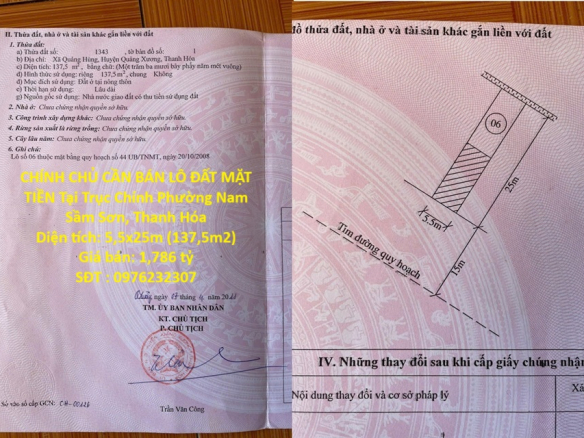 II. Thửa đất, nhà ở và tài sản khác gắn liền với đất
1. Thửa đất:
a) Thửa đất số: 1343 , tờ bản đồ số: 1
b) Địa chỉ: Xã Quảng Hùng, Huyện Quảng Xương, Thanh Hóa
c) Diện tích: 137,5 m², bằng chữ: (Một trăm ba mươi bảy phẩy năm mét vuông)
d) Hình thức sử dụng: riêng 137,5 m², chung Không
đ) Mục đích sử dụng: Đất ở tại nông thôn
e) Thời hạn sử dụng: Lâu dài
g) Nguồn gốc sử dụng: Nhà nước giao đất có thu tiền sử dụng đất
2. Nhà ở: Chưa chứng nhận quyền sở hữu.
3. Công trình xây dựng khác: Chưa chứng nhận quyền sở hữu.
4. Rừng sản xuất là rừng trồng: Chưa chứng nhận quyền sở hữu.
5. Cây lâu năm: Chưa chứng nhận quyền sở hữu.
6. Ghi chú:
Lô số 06 thuộc mặt bằng quy hoạch số 44 UB/TNMT, ngày 20/10/2008
CHÍNH CHỦ CẦN BÁN LÔ ĐẤT MẶT
TIỀN Tại Trục Chính Phường Nam
Sầm Sơn, Thanh Hóa
Diện tích: 5,5x25m (137,5m2)
Giá bán: 1,786 tỷ
SĐT : 0976232307
TM. ỦY BAN NHÂN DÂN
KT. CHỦ TỊCH
P. CHỦ TỊCH
Trần Văn Công
Số vào sổ cấp GCN:
đồ thửa đất, nhà ở và tài sản khác gắn liền với đất
06
25m
5.5m
15m
Tim đường quy hoạch
IV. Những thay đổi sau khi cấp giấy chứng nhận
Nội dung thay đổi và cơ sở pháp lý
Xá